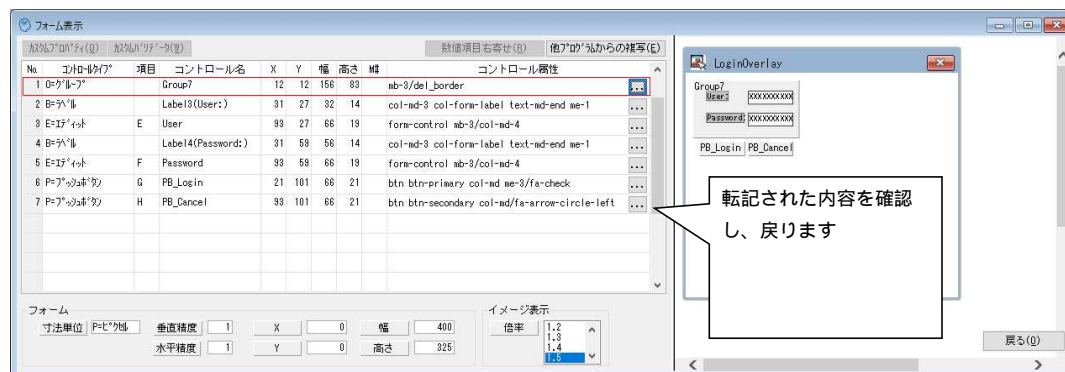 フォーム表示
ｶｽﾀﾑﾌﾟﾛﾊﾟﾃｨ(Q) ｶｽﾀﾑﾊﾞﾘﾃﾞｰﾀ(W) 数値項目右寄せ(R) 他ﾌﾟﾛｸﾞﾗﾑからの複写(E)
No. ｺﾝﾄﾛｰﾙﾀｲﾌﾟ 項目 コントロール名 X Y 幅 高さ コントロール属性
1 O=ｸﾞﾙｰﾌﾟ Group7 12 12 156 83 mb-3/del_border ...
2 B=ﾗﾍﾞﾙ Label3(User:) 31 27 32 14 col-md-3 col-form-label text-md-end me-1 ...
3 E=ｴﾃﾞｨｯﾄ E User 93 27 66 19 form-control mb-3/col-md-4 ...
4 B=ﾗﾍﾞﾙ Label4(Password:) 31 59 56 14 col-md-3 col-form-label text-md-end me-1 ...
5 E=ｴﾃﾞｨｯﾄ F Password 93 59 66 19 form-control mb-3/col-md-4 ...
6 P=ﾌﾟｯｼｭﾎﾞﾀﾝ G PB_Login 21 101 66 21 btn btn-primary col-md me-3/fa-check ...
7 P=ﾌﾟｯｼｭﾎﾞﾀﾝ H PB_Cancel 93 101 66 21 btn btn-secondary col-md/fa-arrow-circle-left ...
フォーム
寸法単位 P=ﾋﾟｸｾﾙ 垂直精度 1 X 0 幅 400
水平精度 1 Y 0 高さ 325
イメージ表示
倍率 1.2
1.3
1.4
1.5
LoginOverlay
Group7
User: XXXXXXXXXX
Password: XXXXXXXXXX
PB_Login PB_Cancel
転記された内容を確認
し、戻ります
戻る(Q)